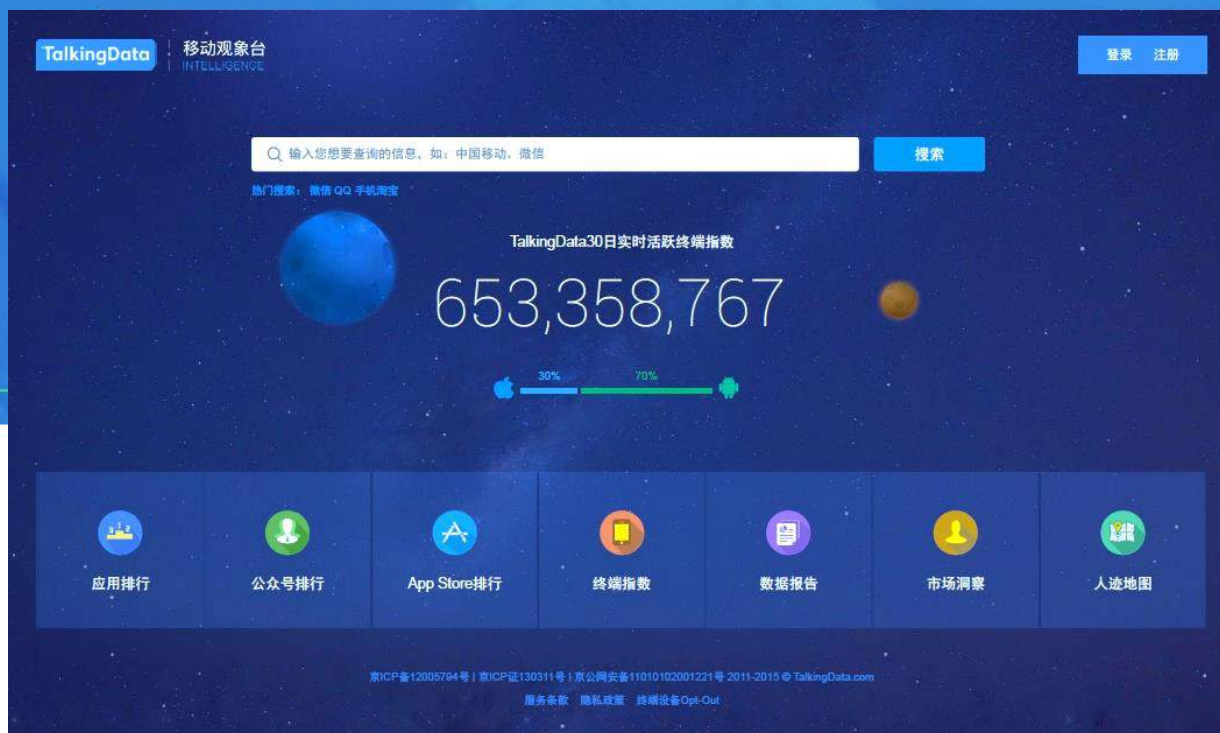 TalkingData 移动观象台
INTELLIGENCE
登录 注册
输入您想要查询的信息，如：中国移动、微信
搜索
热门搜索： 微信 QQ 手机淘宝
TalkingData30日实时活跃终端指数
653,358,767
30% 70%
应用排行 公众号排行 App Store排行 终端指数 数据报告 市场洞察 人迹地图
京ICP备12005794号 | 京ICP证130311号 | 京公网安备11010102001221号 2011-2015 © TalkingData.com
服务条款 隐私政策 终端设备Opt-Out